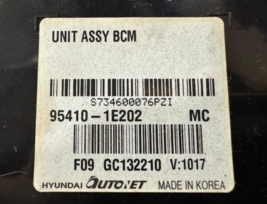 UNIT ASSY BCM
S734600076PZI
95410-1E202 MC
F09 GC132210 V:1017
HYUNDAI AUTONET MADE IN KOREA